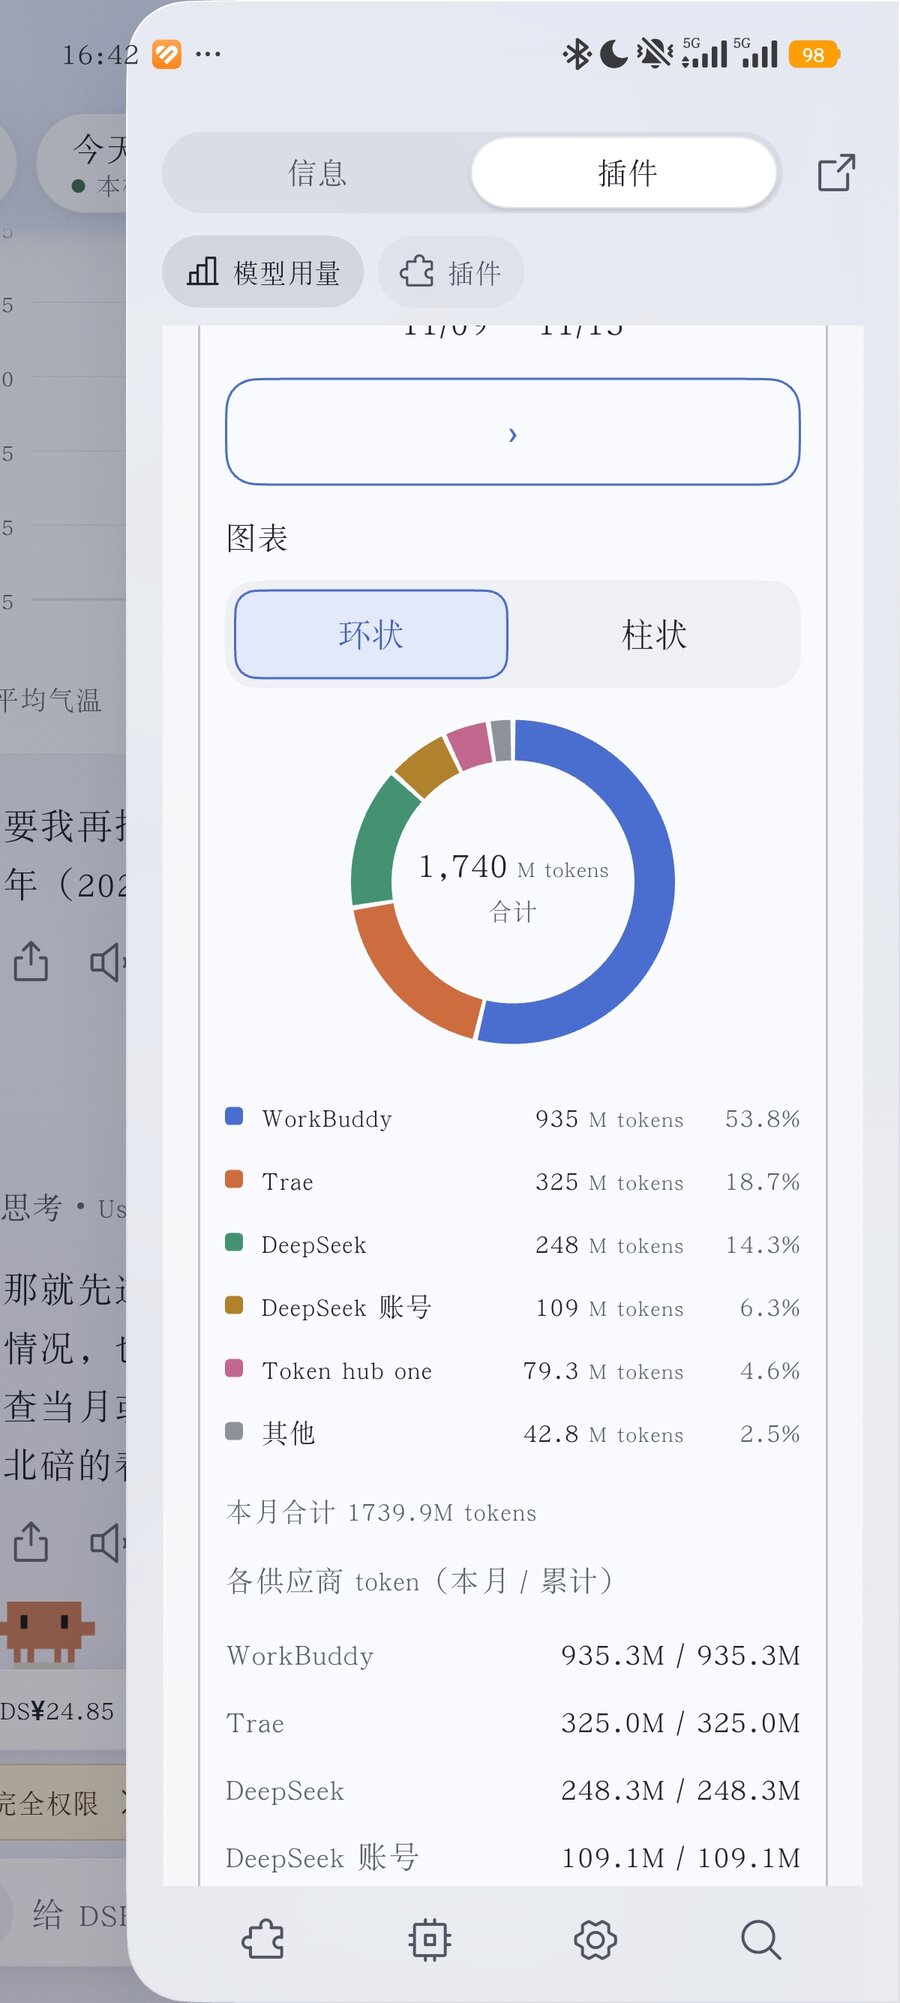 16:42
5G 5G 98
信息 插件
今天
模型用量 插件
5
0
5
5
5
›
图表
环状 柱状
平均气温
1,740 M tokens
合计
要我再
年（202
WorkBuddy 935 M tokens 53.8%
Trae 325 M tokens 18.7%
DeepSeek 248 M tokens 14.3%
DeepSeek 账号 109 M tokens 6.3%
Token hub one 79.3 M tokens 4.6%
其他 42.8 M tokens 2.5%
思考 • Us
那就先
情况，
查当月
北碚的
本月合计 1739.9M tokens
各供应商 token（本月 / 累计）
WorkBuddy 935.3M / 935.3M
Trae 325.0M / 325.0M
DeepSeek 248.3M / 248.3M
DeepSeek 账号 109.1M / 109.1M
DS¥24.85
完全权限
给 DS